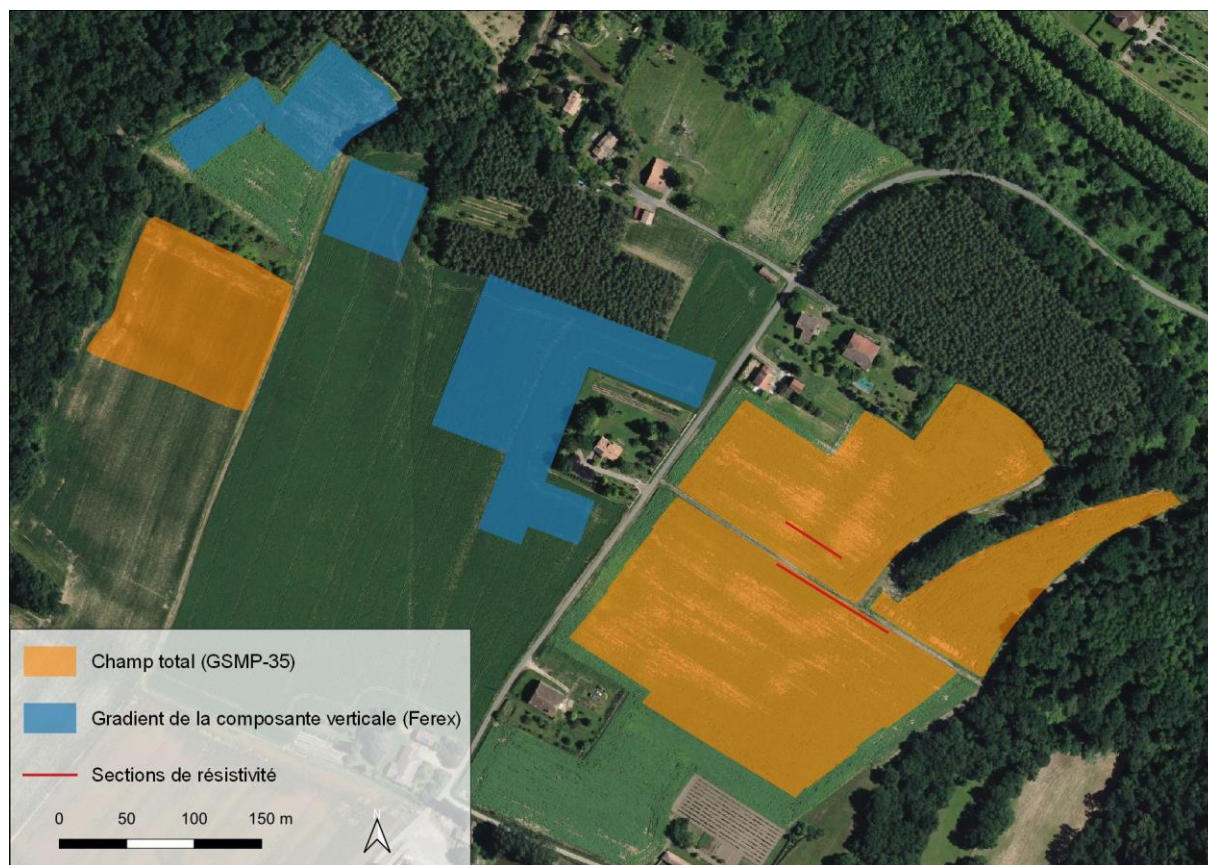 Champ total (GSMP-35)
Gradient de la composante verticale (Ferex)
Sections de résistivité
0 50 100 150 m
N